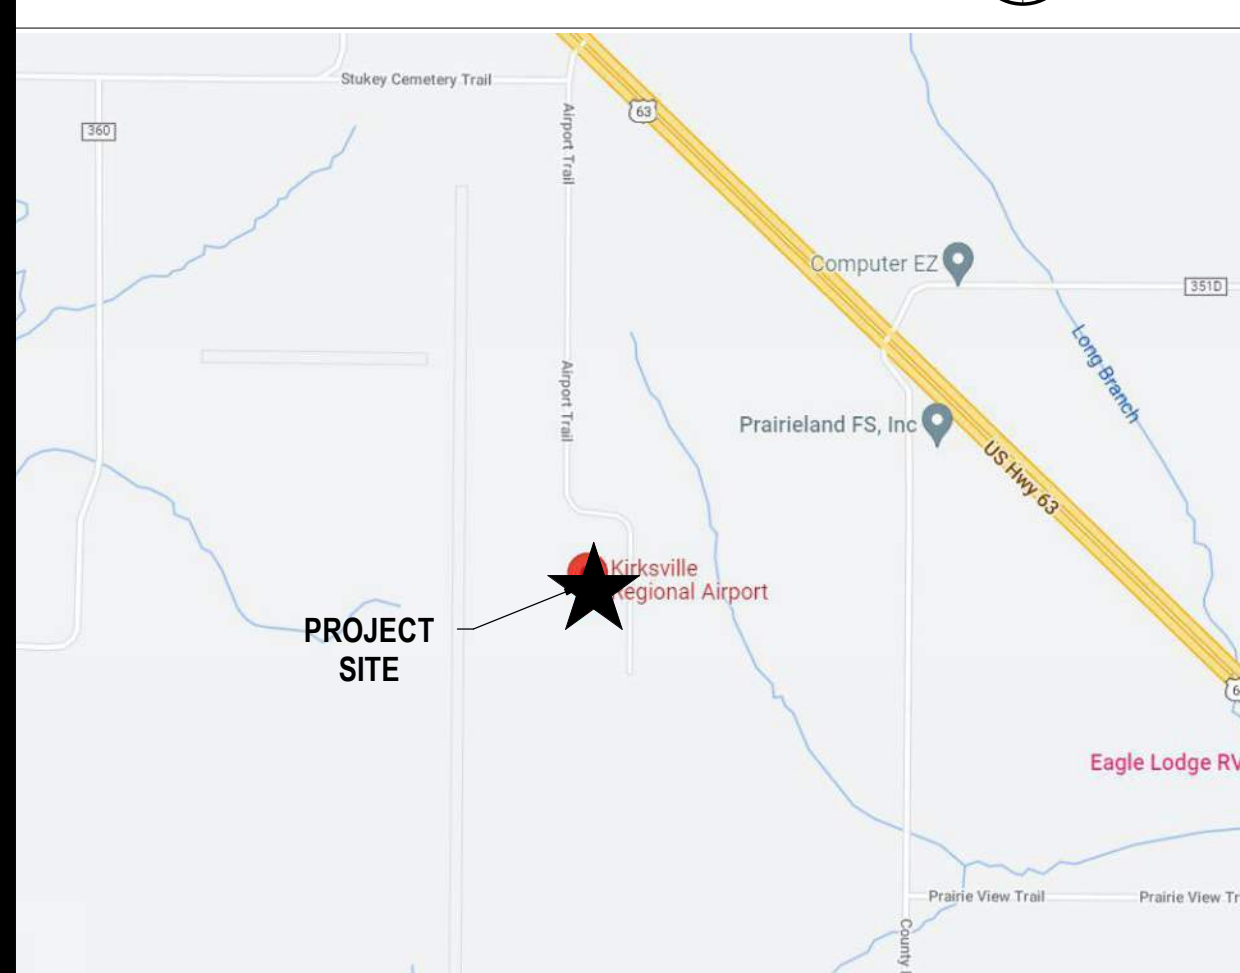 Stukey Cemetery Trail
63
360
Airport Trail
Computer EZ
351D
Long Branch
Airport Trail
Prairieland FS, Inc
US Hwy 63
Kirksville
Regional Airport
PROJECT
SITE
6
Eagle Lodge RV
Prairie View Trail
Prairie View Tr
County